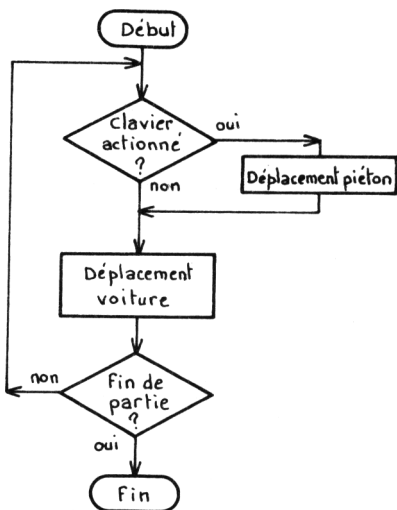 Début
Clavier
actionné
?
oui
non
Déplacement piéton
Déplacement
voiture
non
Fin de
partie
?
oui
Fin